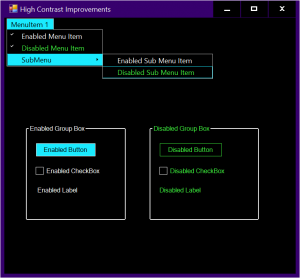 High Contrast Improvements
MenuItem 1
Enabled Menu Item
Disabled Menu Item
SubMenu
Enabled Sub Menu Item
Disabled Sub Menu Item
Enabled Group Box
Disabled Group Box
Enabled Button
Disabled Button
Enabled CheckBox
Disabled CheckBox
Enabled Label
Disabled Label